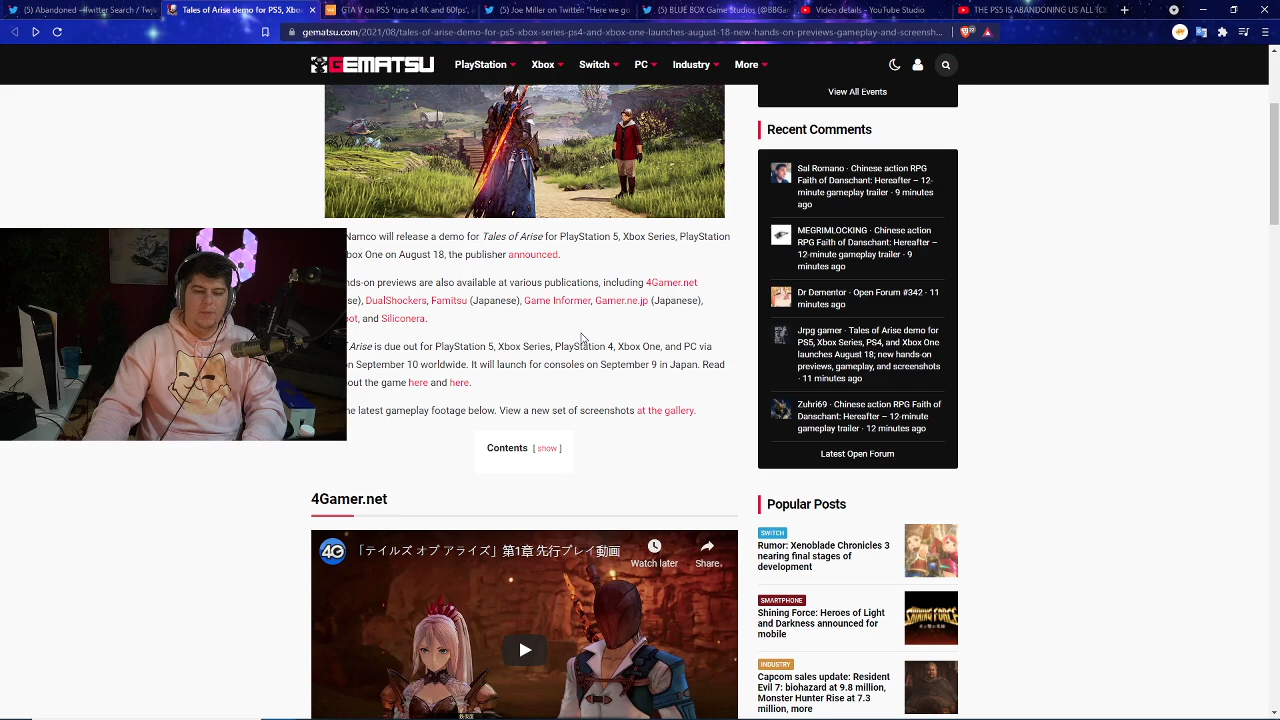 (5) Abandoned - Twitter Search / Twi
Tales of Arise demo for PS5, Xbo
GTA V on PS5 'runs at 4K and 60fps'.
(5) Joe Miller on Twitter: "Here we go
(5) BLUE BOX Game Studios (@BBGa
Video details - YouTube Studio
THE PS5 IS ABANDONING US ALL TO
gematsu.com/2021/08/tales-of-arise-demo-for-ps5-xbox-series-ps4-and-xbox-one-launches-august-18-new-hands-on-previews-gameplay-and-screensh...
GEMATSU
PlayStation
Xbox
Switch
PC
Industry
More
Namco will release a demo for Tales of Arise for PlayStation 5, Xbox Series, PlayStation
box One on August 18, the publisher announced.
nds-on previews are also available at various publications, including 4Gamer.net
se), DualShockers, Famitsu (Japanese), Game Informer, Gamer.ne.jp (Japanese),
pot, and Siliconera.
f Arise is due out for PlayStation 5, Xbox Series, PlayStation 4, Xbox One, and PC via
on September 10 worldwide. It will launch for consoles on September 9 in Japan. Read
out the game here and here.
he latest gameplay footage below. View a new set of screenshots at the gallery.
Contents [ show ]
4Gamer.net
4G
「テイルズ オブ アライズ」第1章 先行プレイ動画
Watch later
Share
View All Events
Recent Comments
Sal Romano · Chinese action RPG
Faith of Danschant: Hereafter – 12-
minute gameplay trailer · 9 minutes
ago
MEGRIMLOCKING · Chinese action
RPG Faith of Danschant: Hereafter –
12-minute gameplay trailer · 9
minutes ago
Dr Dementor · Open Forum #342 · 11
minutes ago
Jrpg gamer · Tales of Arise demo for
PS5, Xbox Series, PS4, and Xbox One
launches August 18; new hands-on
previews, gameplay, and screenshots
· 11 minutes ago
Zuhri69 · Chinese action RPG Faith of
Danschant: Hereafter – 12-minute
gameplay trailer · 12 minutes ago
Latest Open Forum
Popular Posts
SWITCH
Rumor: Xenoblade Chronicles 3
nearing final stages of
development
SMARTPHONE
Shining Force: Heroes of Light
and Darkness announced for
mobile
SHINING FORCE
INDUSTRY
Capcom sales update: Resident
Evil 7: biohazard at 9.8 million,
Monster Hunter Rise at 7.3
million, more